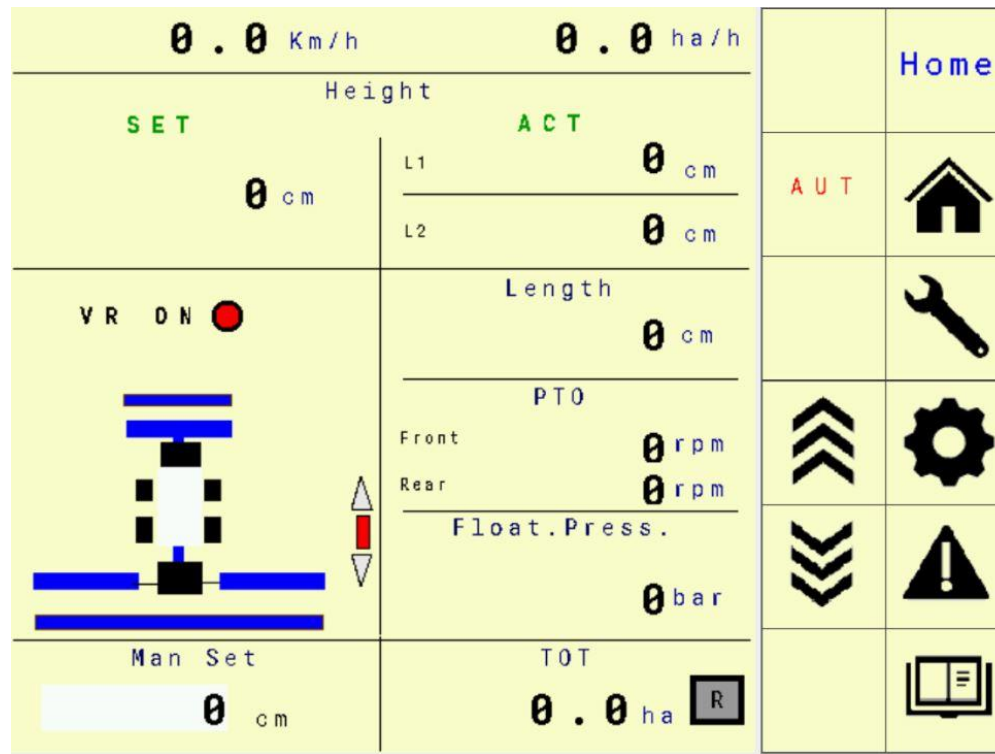 0.0 Km/h 0.0 ha/h
Home
Height
SET ACT
L1 0 cm
0 cm
AUT
L2 0 cm
Length
VR ON
0 cm
PTO
Front 0 rpm
Rear 0 rpm
Float.Press.
0 bar
Man Set TOT
0 cm 0.0 ha R